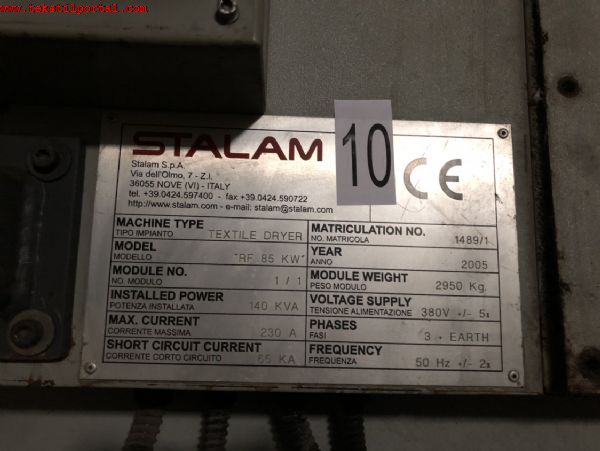 www.tekstilportal.com
STALAM
10
CE
Stalam S.p.A.
Via dell'Olmo, 7 - Z.I.
36055 NOVE (VI) - ITALY
tel. +39.0424.597400 - fax +39.0424.590722
http://www.stalam.com - e-mail: stalam@stalam.com
MACHINE TYPE
TIPO IMPIANTO TEXTILE DRYER
MATRICULATION NO.
NO. MATRICOLA 1489/1
MODEL
MODELLO "RF 85 KW"
YEAR
ANNO 2005
MODULE NO.
NO. MODULO 1 / 1
MODULE WEIGHT
PESO MODULO 2950 Kg.
INSTALLED POWER
POTENZA INSTALLATA 140 KVA
VOLTAGE SUPPLY
TENSIONE ALIMENTAZIONE 380V +/- 5%
MAX. CURRENT
CORRENTE MASSIMA 230 A
PHASES
FASI 3 + EARTH
SHORT CIRCUIT CURRENT
CORRENTE CORTO CIRCUITO 65 KA
FREQUENCY
FREQUENZA 50 Hz +/- 2%